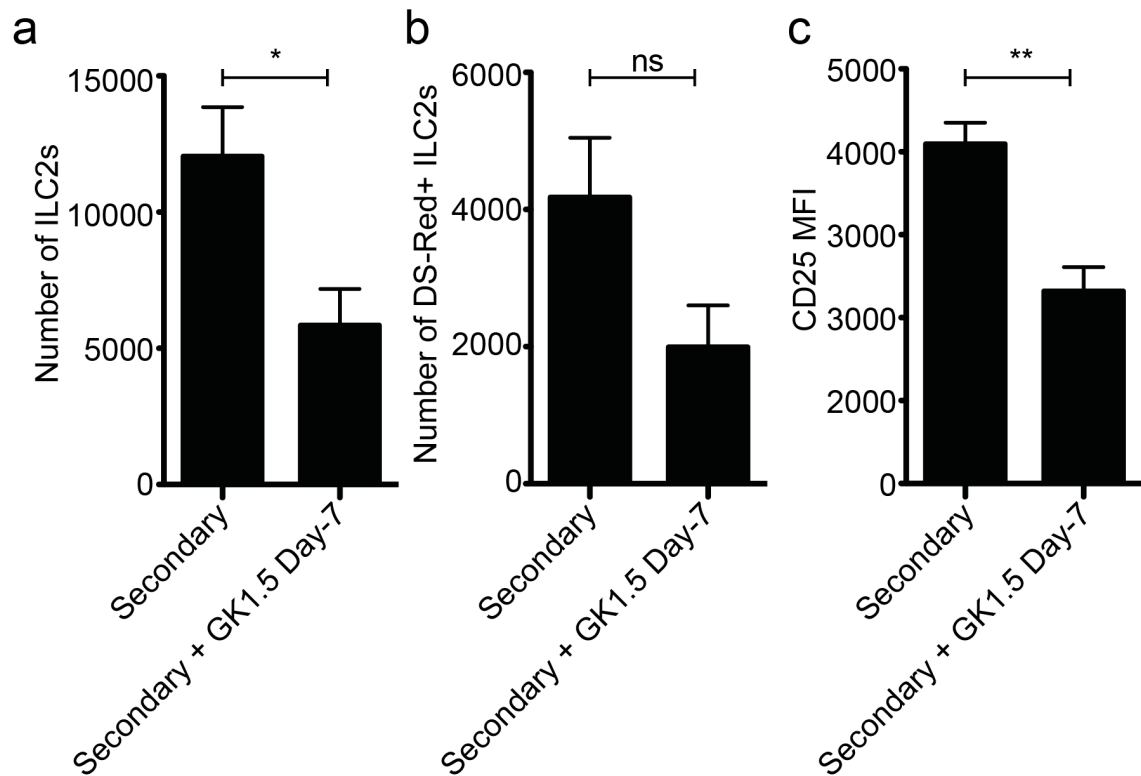 a
*
Number of ILC2s
15000
10000
5000
0
Secondary
Secondary + GK1.5 Day-7
b
ns
Number of DS-Red+ ILC2s
6000
4000
2000
0
Secondary
Secondary + GK1.5 Day-7
c
**
CD25 MFI
5000
4000
3000
3000
2000
0
Secondary
Secondary + GK1.5 Day-7